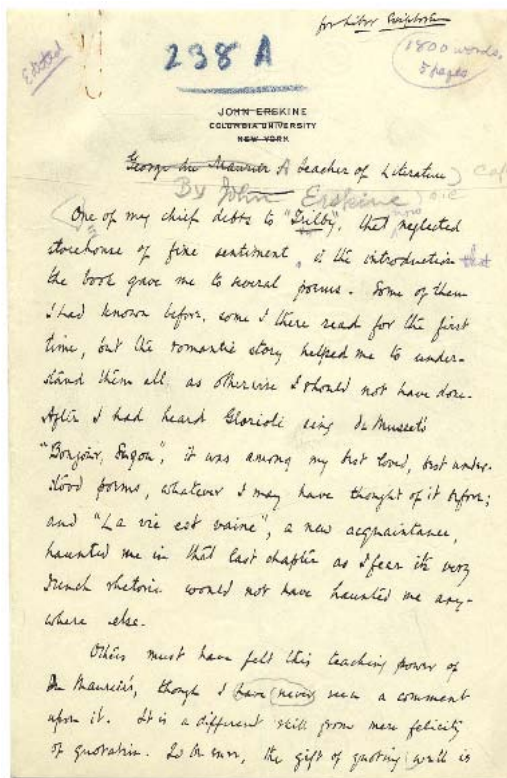 for Liber Scriptorum
Edited
238 A
1800 words,
5 pages
JOHN ERSKINE
COLUMBIA UNIVERSITY
NEW YORK
George du Maurier A Teacher of Literature
By John Erskine
One of my chief debts to "Trilby", that neglected
storehouse of fine sentiment, is the introduction that
the book gave me to several poems. Some of them
I had known before, some I there read for the first
time, but the romantic story helped me to under-
stand them all as otherwise I should not have done.
After I had heard Glorioli sing de Musset's
"Bonjour, Suzon", it was among my best loved, best under-
stood poems, whatever I may have thought of it before;
and "La vie est vaine", a new acquaintance,
haunted me in that last chapter as I fear its very
French rhetoric would not have haunted me any-
where else.
Others must have felt this teaching power of
Du Maurier's, though I have never seen a comment
upon it. It is a different skill from mere felicity
of quotation. To be sure, the gift of quoting well is